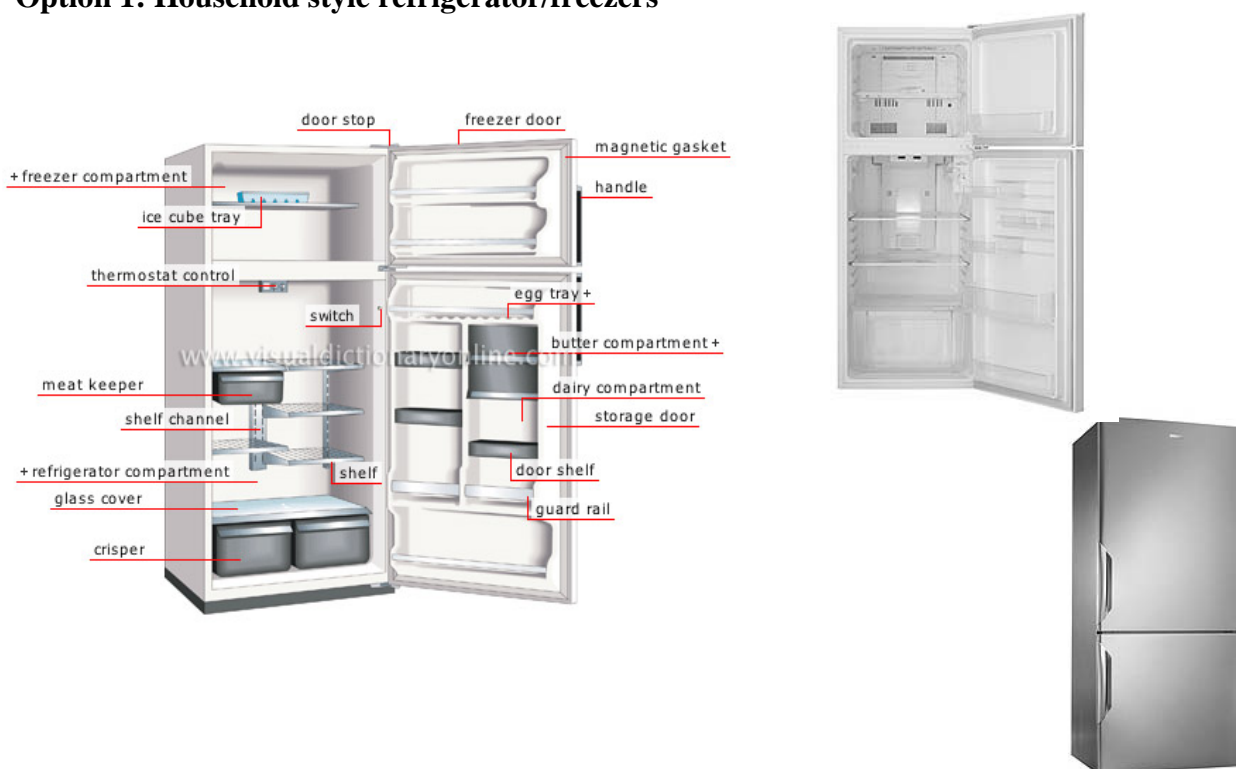 Option 1: Household style refrigerator/freezers
door stop
freezer door
magnetic gasket
+ freezer compartment
handle
ice cube tray
thermostat control
egg tray +
switch
www.visualdictionaryonline.com
butter compartment +
meat keeper
dairy compartment
shelf channel
storage door
+ refrigerator compartment
shelf
door shelf
glass cover
guard rail
crisper